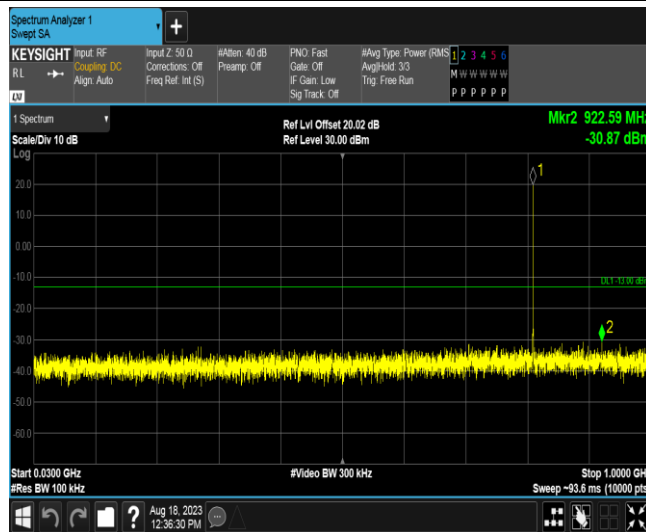 Spectrum Analyzer 1
Swept SA
+
KEYSIGHT
RL
LXI
Input: RF
Coupling: DC
Align: Auto
Input Z: 50 Ω
Corrections: Off
Freq Ref: Int (S)
#Atten: 40 dB
Preamp: Off
PNO: Fast
Gate: Off
IF Gain: Low
Sig Track: Off
#Avg Type: Power (RMS
Avg|Hold: 3/3
Trig: Free Run
1 2 3 4 5 6
M W W W W W
P P P P P P
1 Spectrum
Scale/Div 10 dB
Log
Ref Lvl Offset 20.02 dB
Ref Level 30.00 dBm
Mkr2 922.59 MHz
-30.87 dBm
1
20.0
10.0
0.00
-10.0
DL1 -13.00 dBm
-20.0
2
-30.0
-40.0
-50.0
-60.0
Start 0.0300 GHz
#Res BW 100 kHz
#Video BW 300 kHz
Stop 1.0000 GH
Sweep ~93.6 ms (10000 pts
?
Aug 18, 2023
12:36:30 PM